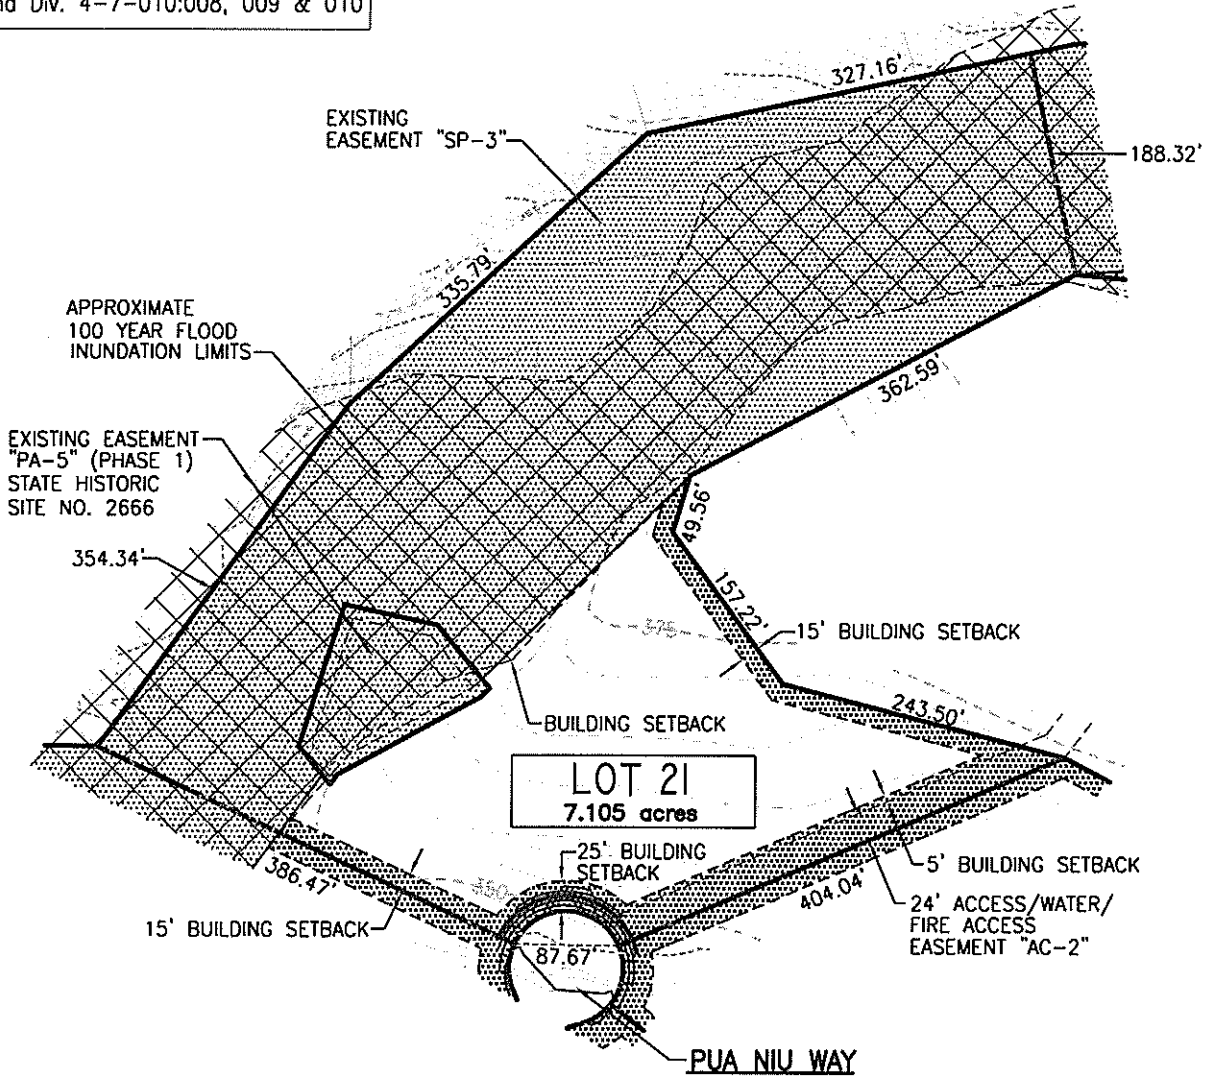 Div. 4-7-010:008, 009 & 010
327.16'
EXISTING
EASEMENT "SP-3"
188.32'
335.79'
APPROXIMATE
100 YEAR FLOOD
INUNDATION LIMITS
362.59'
EXISTING EASEMENT
"PA-5" (PHASE 1)
STATE HISTORIC
SITE NO. 2666
49.56'
354.34'
157.22'
375
15' BUILDING SETBACK
243.50'
BUILDING SETBACK
LOT 21
7.105 acres
25' BUILDING
SETBACK
5' BUILDING SETBACK
386.47'
350
404.04'
24' ACCESS/WATER/
FIRE ACCESS
EASEMENT "AC-2"
15' BUILDING SETBACK
87.67'
PUA NIU WAY